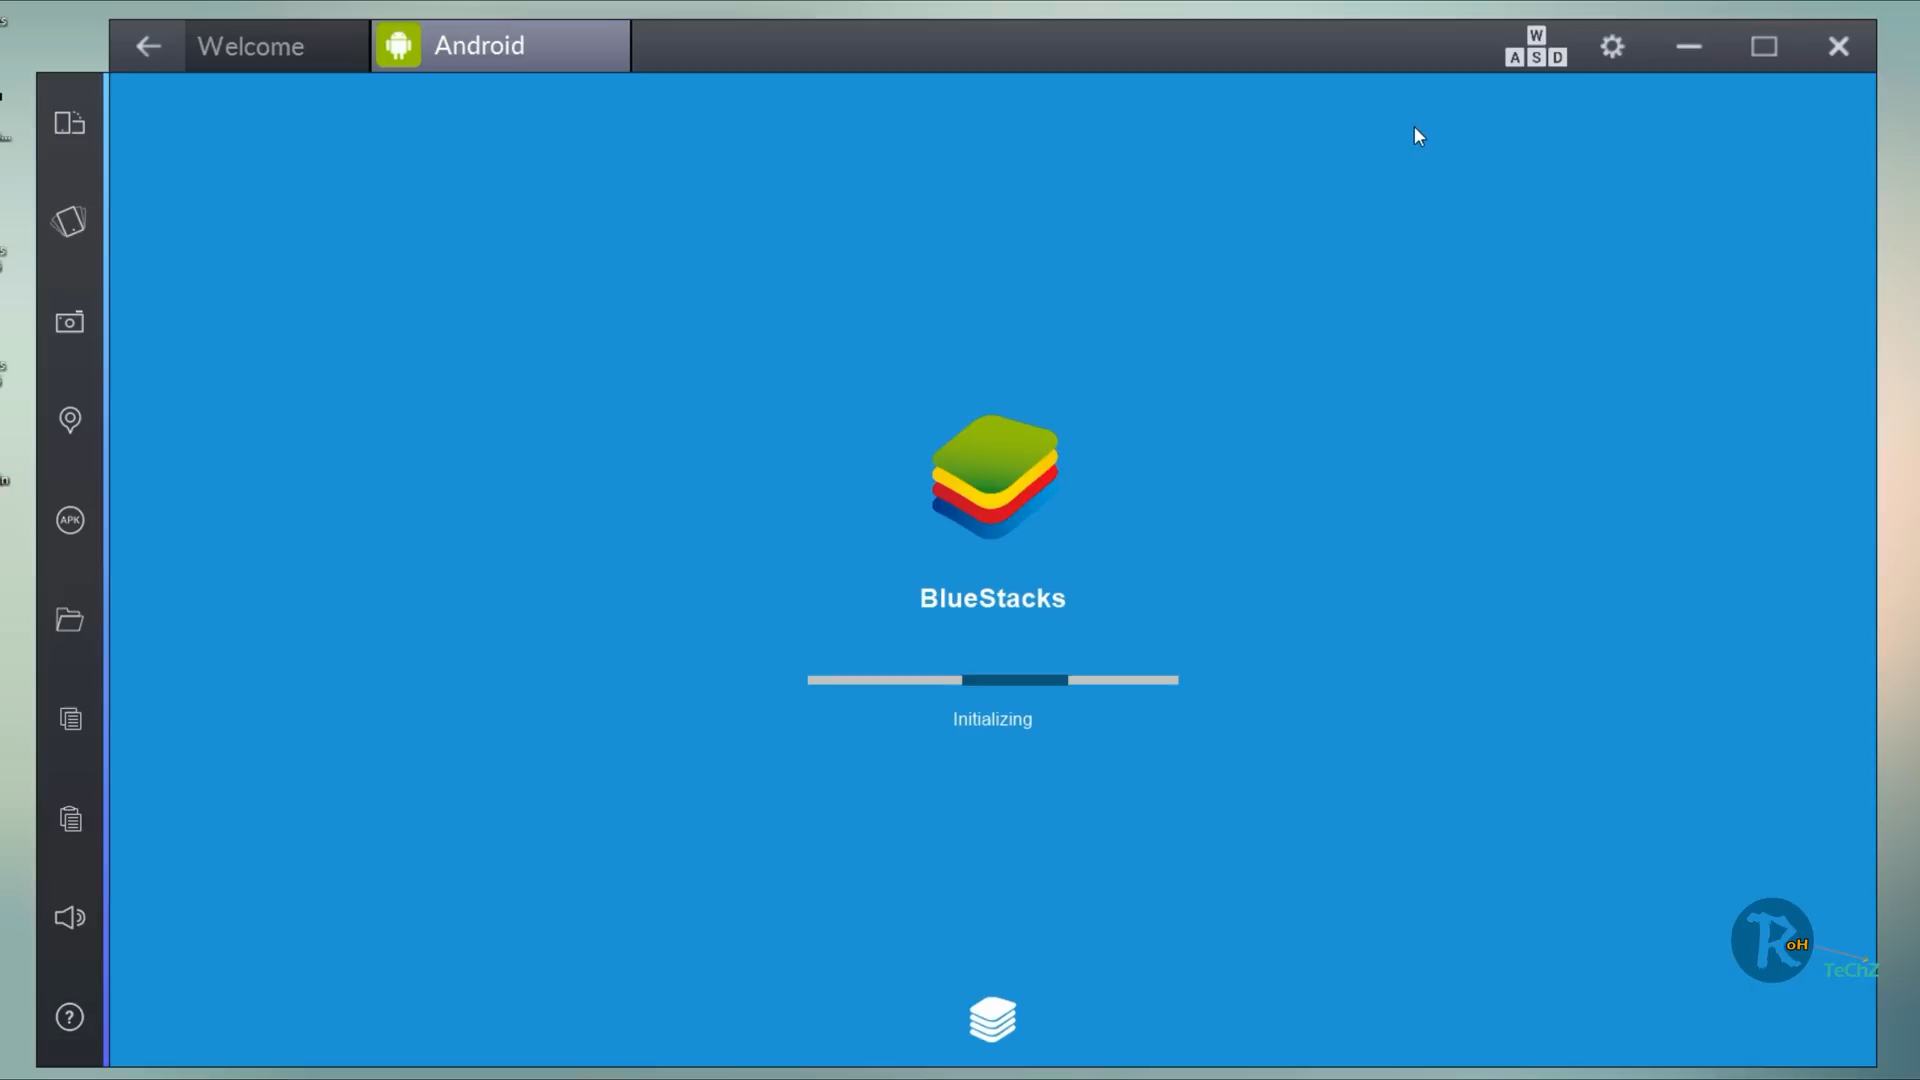 Welcome
Android
W
A S D
APK
BlueStacks
Initializing
R
oH
TeChZ
?